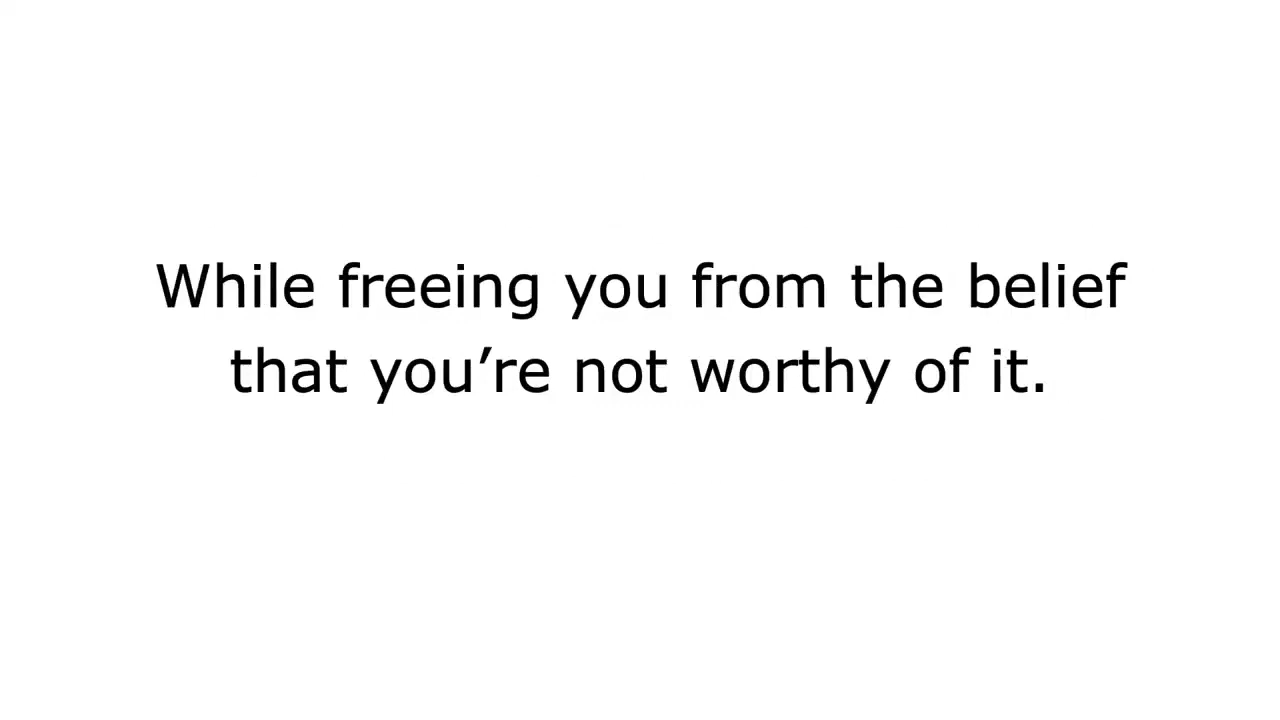 While freeing you from the belief
that you’re not worthy of it.